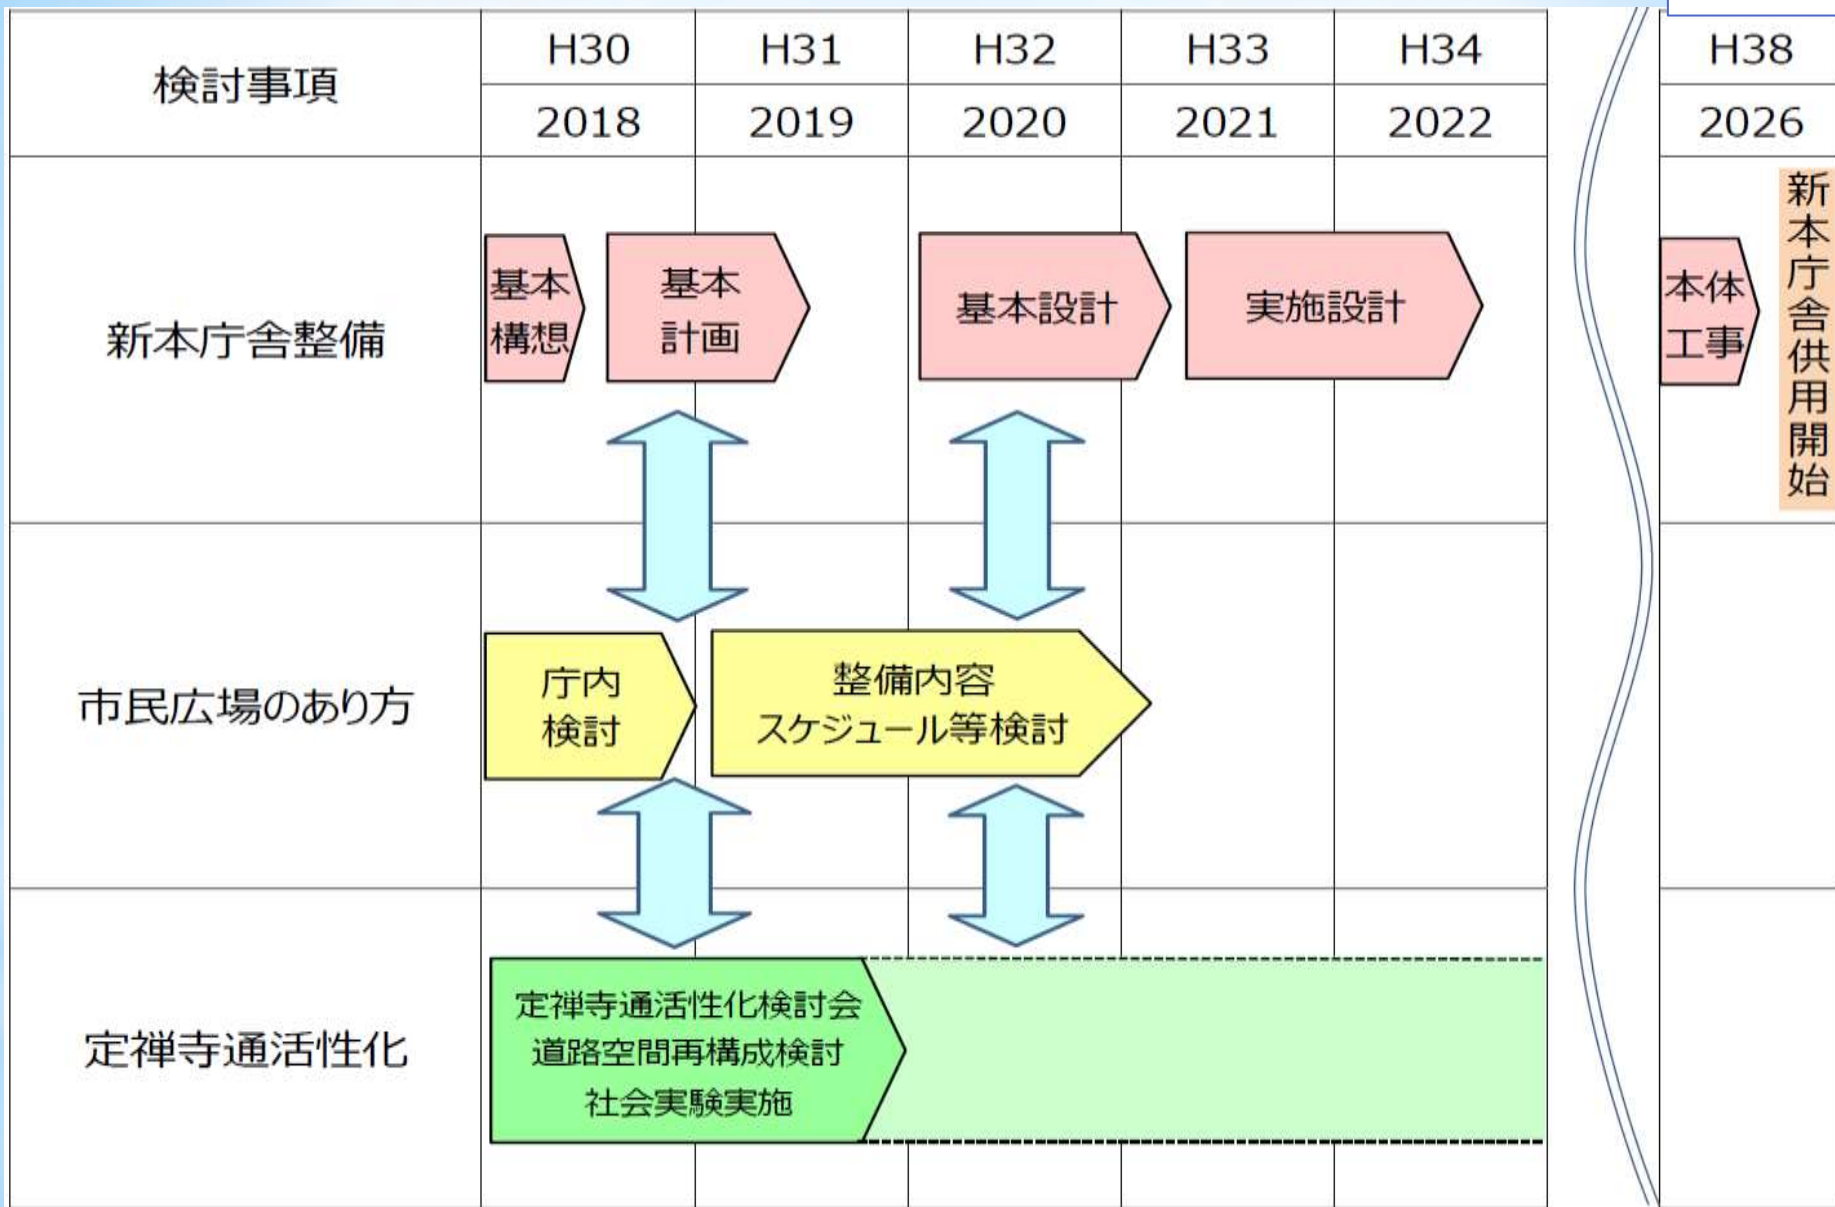 検討事項
H30
H31
H32
H33
H34
H38
2018
2019
2020
2021
2022
2026
新本庁舎整備
基本
構想
基本
計画
基本設計
実施設計
本体
工事
新本庁舎供用開始
市民広場のあり方
庁内
検討
整備内容
スケジュール等検討
定禅寺通活性化
定禅寺通活性化検討会
道路空間再構成検討
社会実験実施